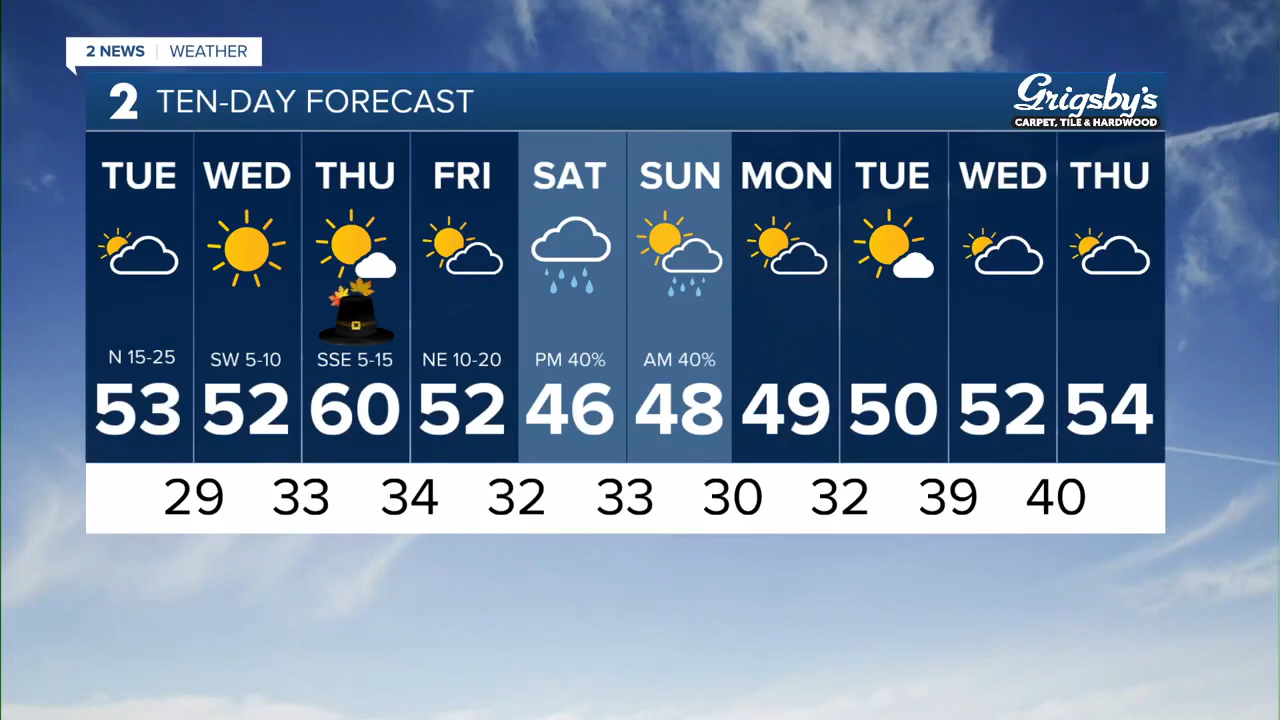 2 NEWS | WEATHER
2 TEN-DAY FORECAST
Grigsby's
CARPET, TILE & HARDWOOD
TUE WED THU FRI SAT SUN MON TUE WED THU
N 15-25 SW 5-10 SSE 5-15 NE 10-20 PM 40% AM 40%
53 52 60 52 46 48 49 50 52 54
29 33 34 32 33 30 32 39 40